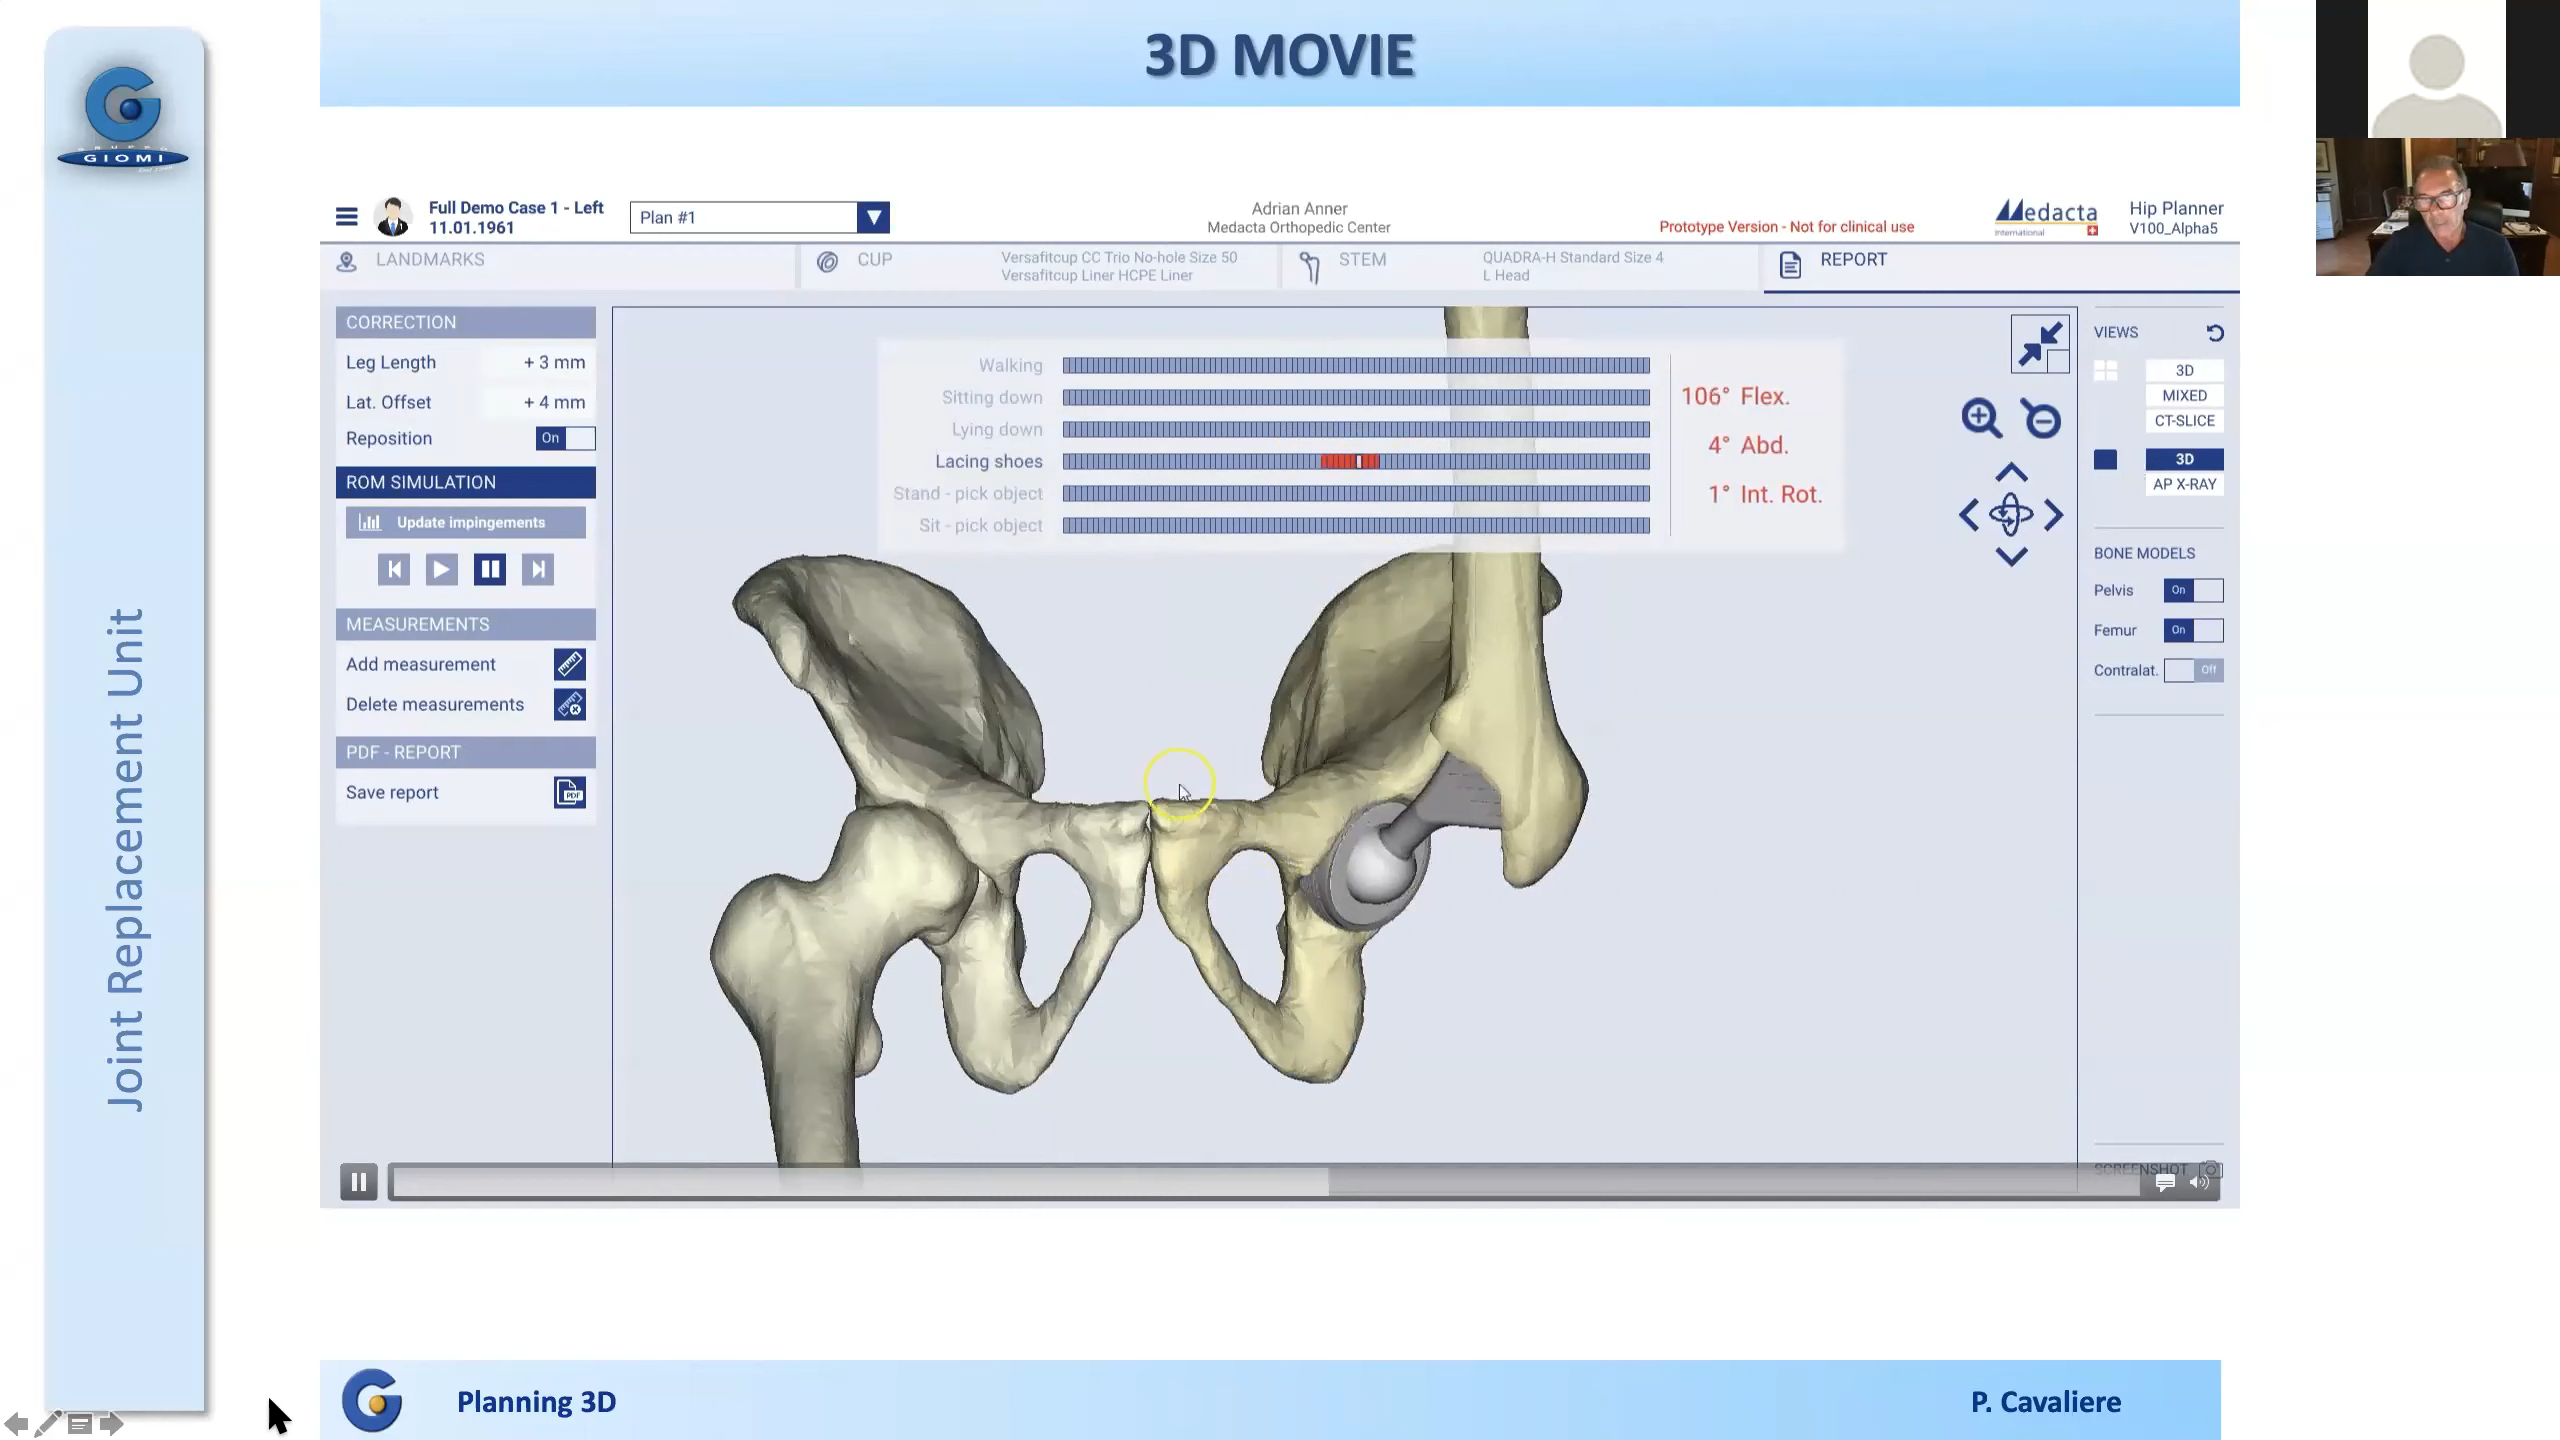 3D MOVIE
GIOMI
Joint Replacement Unit
Full Demo Case 1 - Left
11.01.1961
Plan #1
Adrian Anner
Medacta Orthopedic Center
Prototype Version - Not for clinical use
Medacta
International
Hip Planner
V100_Alpha5
LANDMARKS
CUP
Versafitcup CC Trio No-hole Size 50
Versafitcup Liner HCPE Liner
STEM
QUADRA-H Standard Size 4
L Head
REPORT
CORRECTION
Leg Length + 3 mm
Lat. Offset + 4 mm
Reposition On
ROM SIMULATION
Update impingements
MEASUREMENTS
Add measurement
Delete measurements
PDF - REPORT
Save report
PDF
Walking
Sitting down
Lying down
Lacing shoes
Stand - pick object
Sit - pick object
106° Flex.
4° Abd.
1° Int. Rot.
VIEWS
3D
MIXED
CT-SLICE
3D
AP X-RAY
BONE MODELS
Pelvis On
Femur On
Contralat. Off
SCREENSHOT
Planning 3D
P. Cavaliere